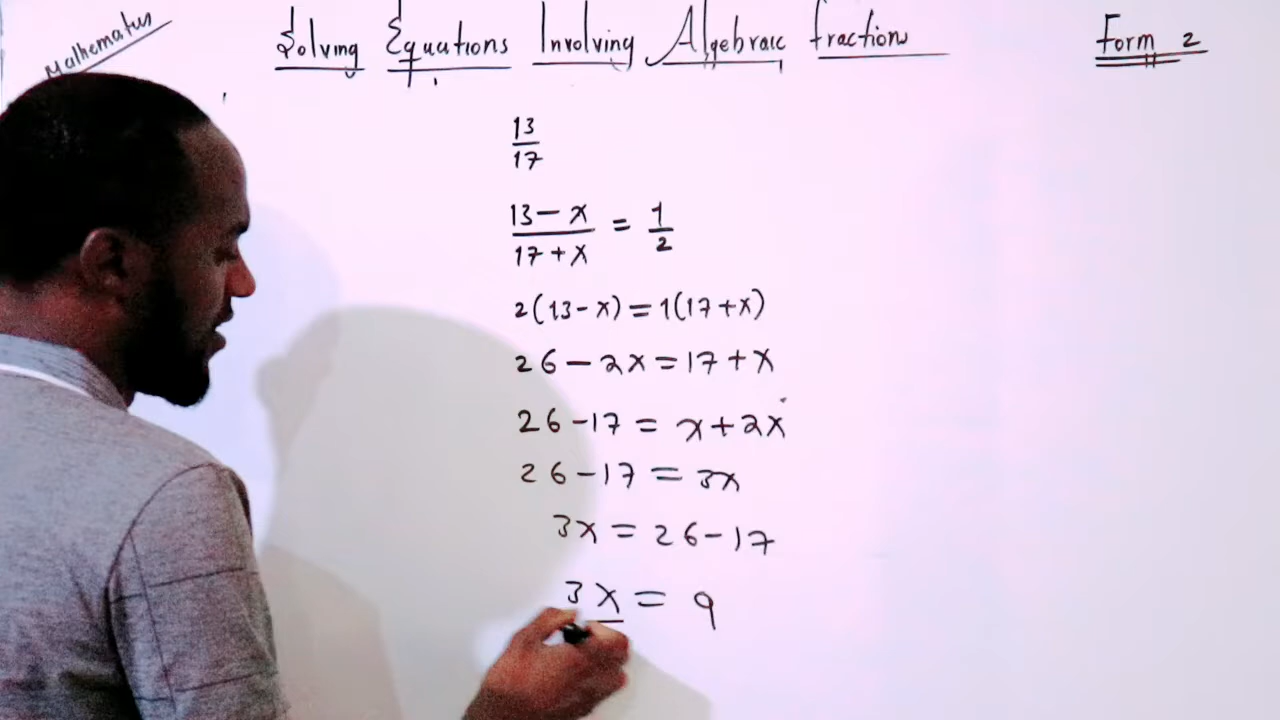 Mathematics
Solving Equations Involving Algebraic fractions
Form 2
13/17
(13 - x)/(17 + x) = 1/2
2(13 - x) = 1(17 + x)
26 - 2x = 17 + x
26 - 17 = x + 2x
26 - 17 = 3x
3x = 26 - 17
3x = 9